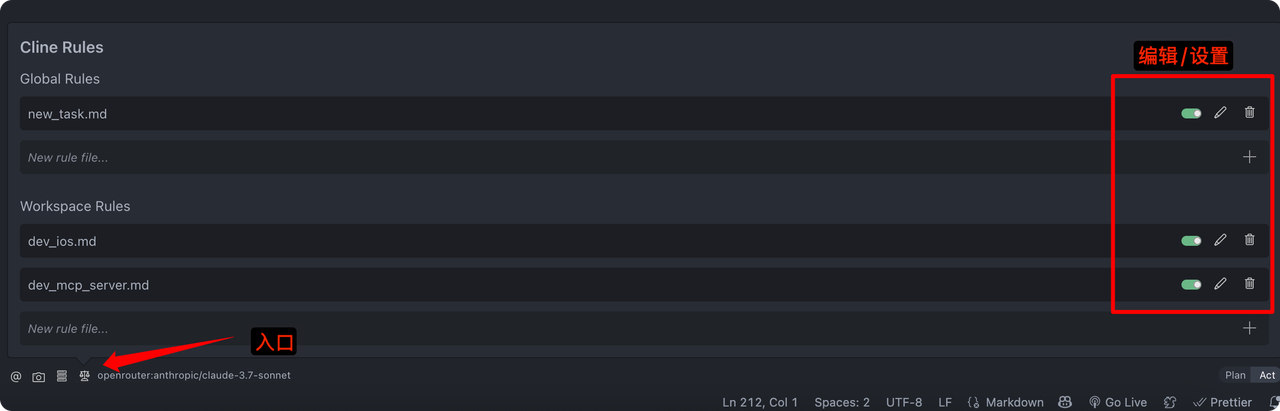 Cline Rules
编辑/设置
Global Rules
new_task.md
New rule file...
Workspace Rules
dev_ios.md
dev_mcp_server.md
New rule file...
入口
@ openrouter:anthropic/claude-3.7-sonnet Plan Act
Ln 212, Col 1 Spaces: 2 UTF-8 LF Markdown Go Live Prettier